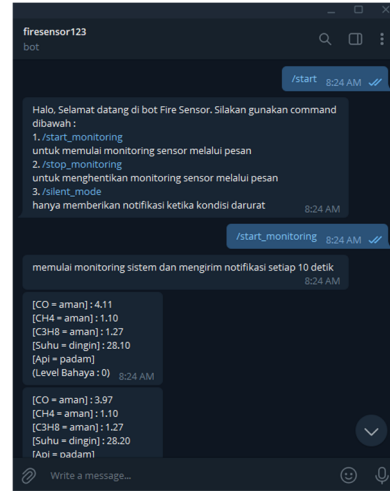 firesensor123
bot
/start 8:24 AM
Halo, Selamat datang di bot Fire Sensor. Silakan gunakan command
dibawah :
1. /start_monitoring
untuk memulai monitoring sensor melalui pesan
2. /stop_monitoring
untuk menghentikan monitoring sensor melalui pesan
3. /silent_mode
hanya memberikan notifikasi ketika kondisi darurat 8:24 AM
/start_monitoring 8:24 AM
memulai monitoring sistem dan mengirim notifikasi setiap 10 detik
8:24 AM
[CO = aman] : 4.11
[CH4 = aman] : 1.10
[C3H8 = aman] : 1.27
[Suhu = dingin] : 28.10
[Api = padam]
(Level Bahaya : 0) 8:24 AM
[CO = aman] : 3.97
[CH4 = aman] : 1.10
[C3H8 = aman] : 1.27
[Suhu = dingin] : 28.20
[Api = padam]
Write a message...